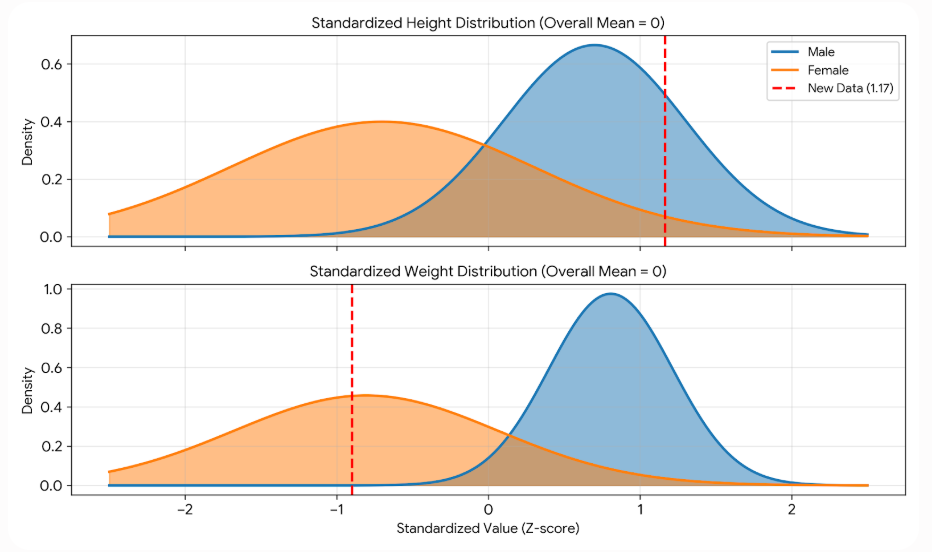 Standardized Height Distribution (Overall Mean = 0)
Density
0.6
0.4
0.2
0.0
Male
Female
New Data (1.17)
Standardized Weight Distribution (Overall Mean = 0)
Density
1.0
0.8
0.6
0.4
0.2
0.0
−2 −1 0 1 2
Standardized Value (Z-score)